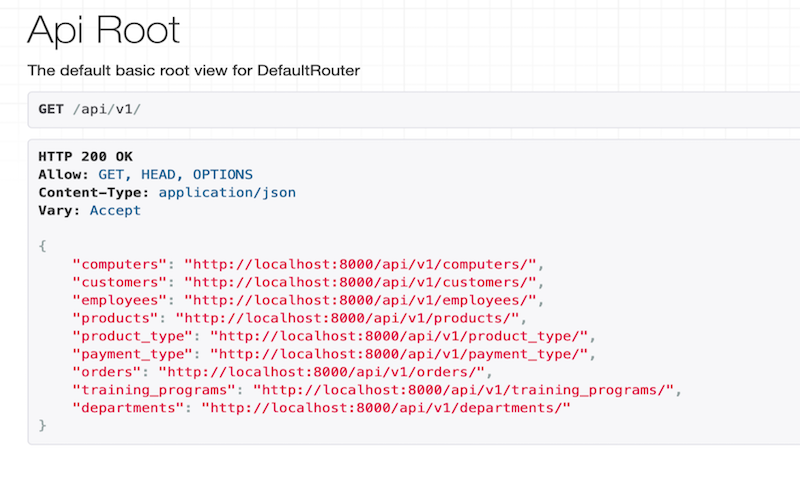 Api Root
The default basic root view for DefaultRouter
GET /api/v1/
HTTP 200 OK
Allow: GET, HEAD, OPTIONS
Content-Type: application/json
Vary: Accept
{
"computers": "http://localhost:8000/api/v1/computers/",
"customers": "http://localhost:8000/api/v1/customers/",
"employees": "http://localhost:8000/api/v1/employees/",
"products": "http://localhost:8000/api/v1/products/",
"product_type": "http://localhost:8000/api/v1/product_type/",
"payment_type": "http://localhost:8000/api/v1/payment_type/",
"orders": "http://localhost:8000/api/v1/orders/",
"training_programs": "http://localhost:8000/api/v1/training_programs/",
"departments": "http://localhost:8000/api/v1/departments/"
}